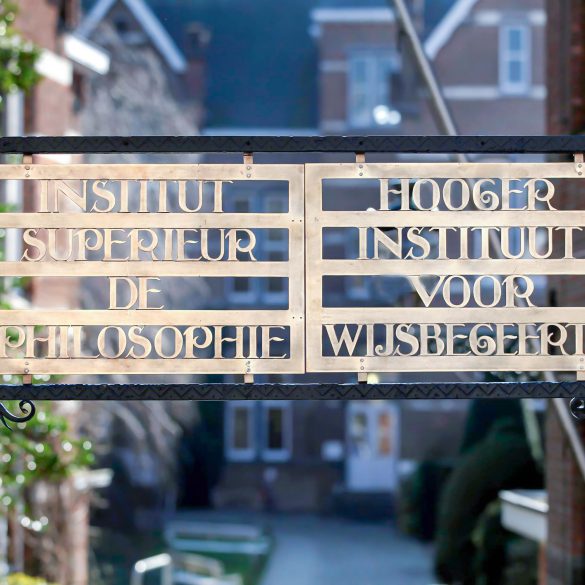 INSTITUT
SUPERIEUR
DE
PHILOSOPHIE
HOOGER
INSTITUUT
VOOR
WIJSBEGEERT